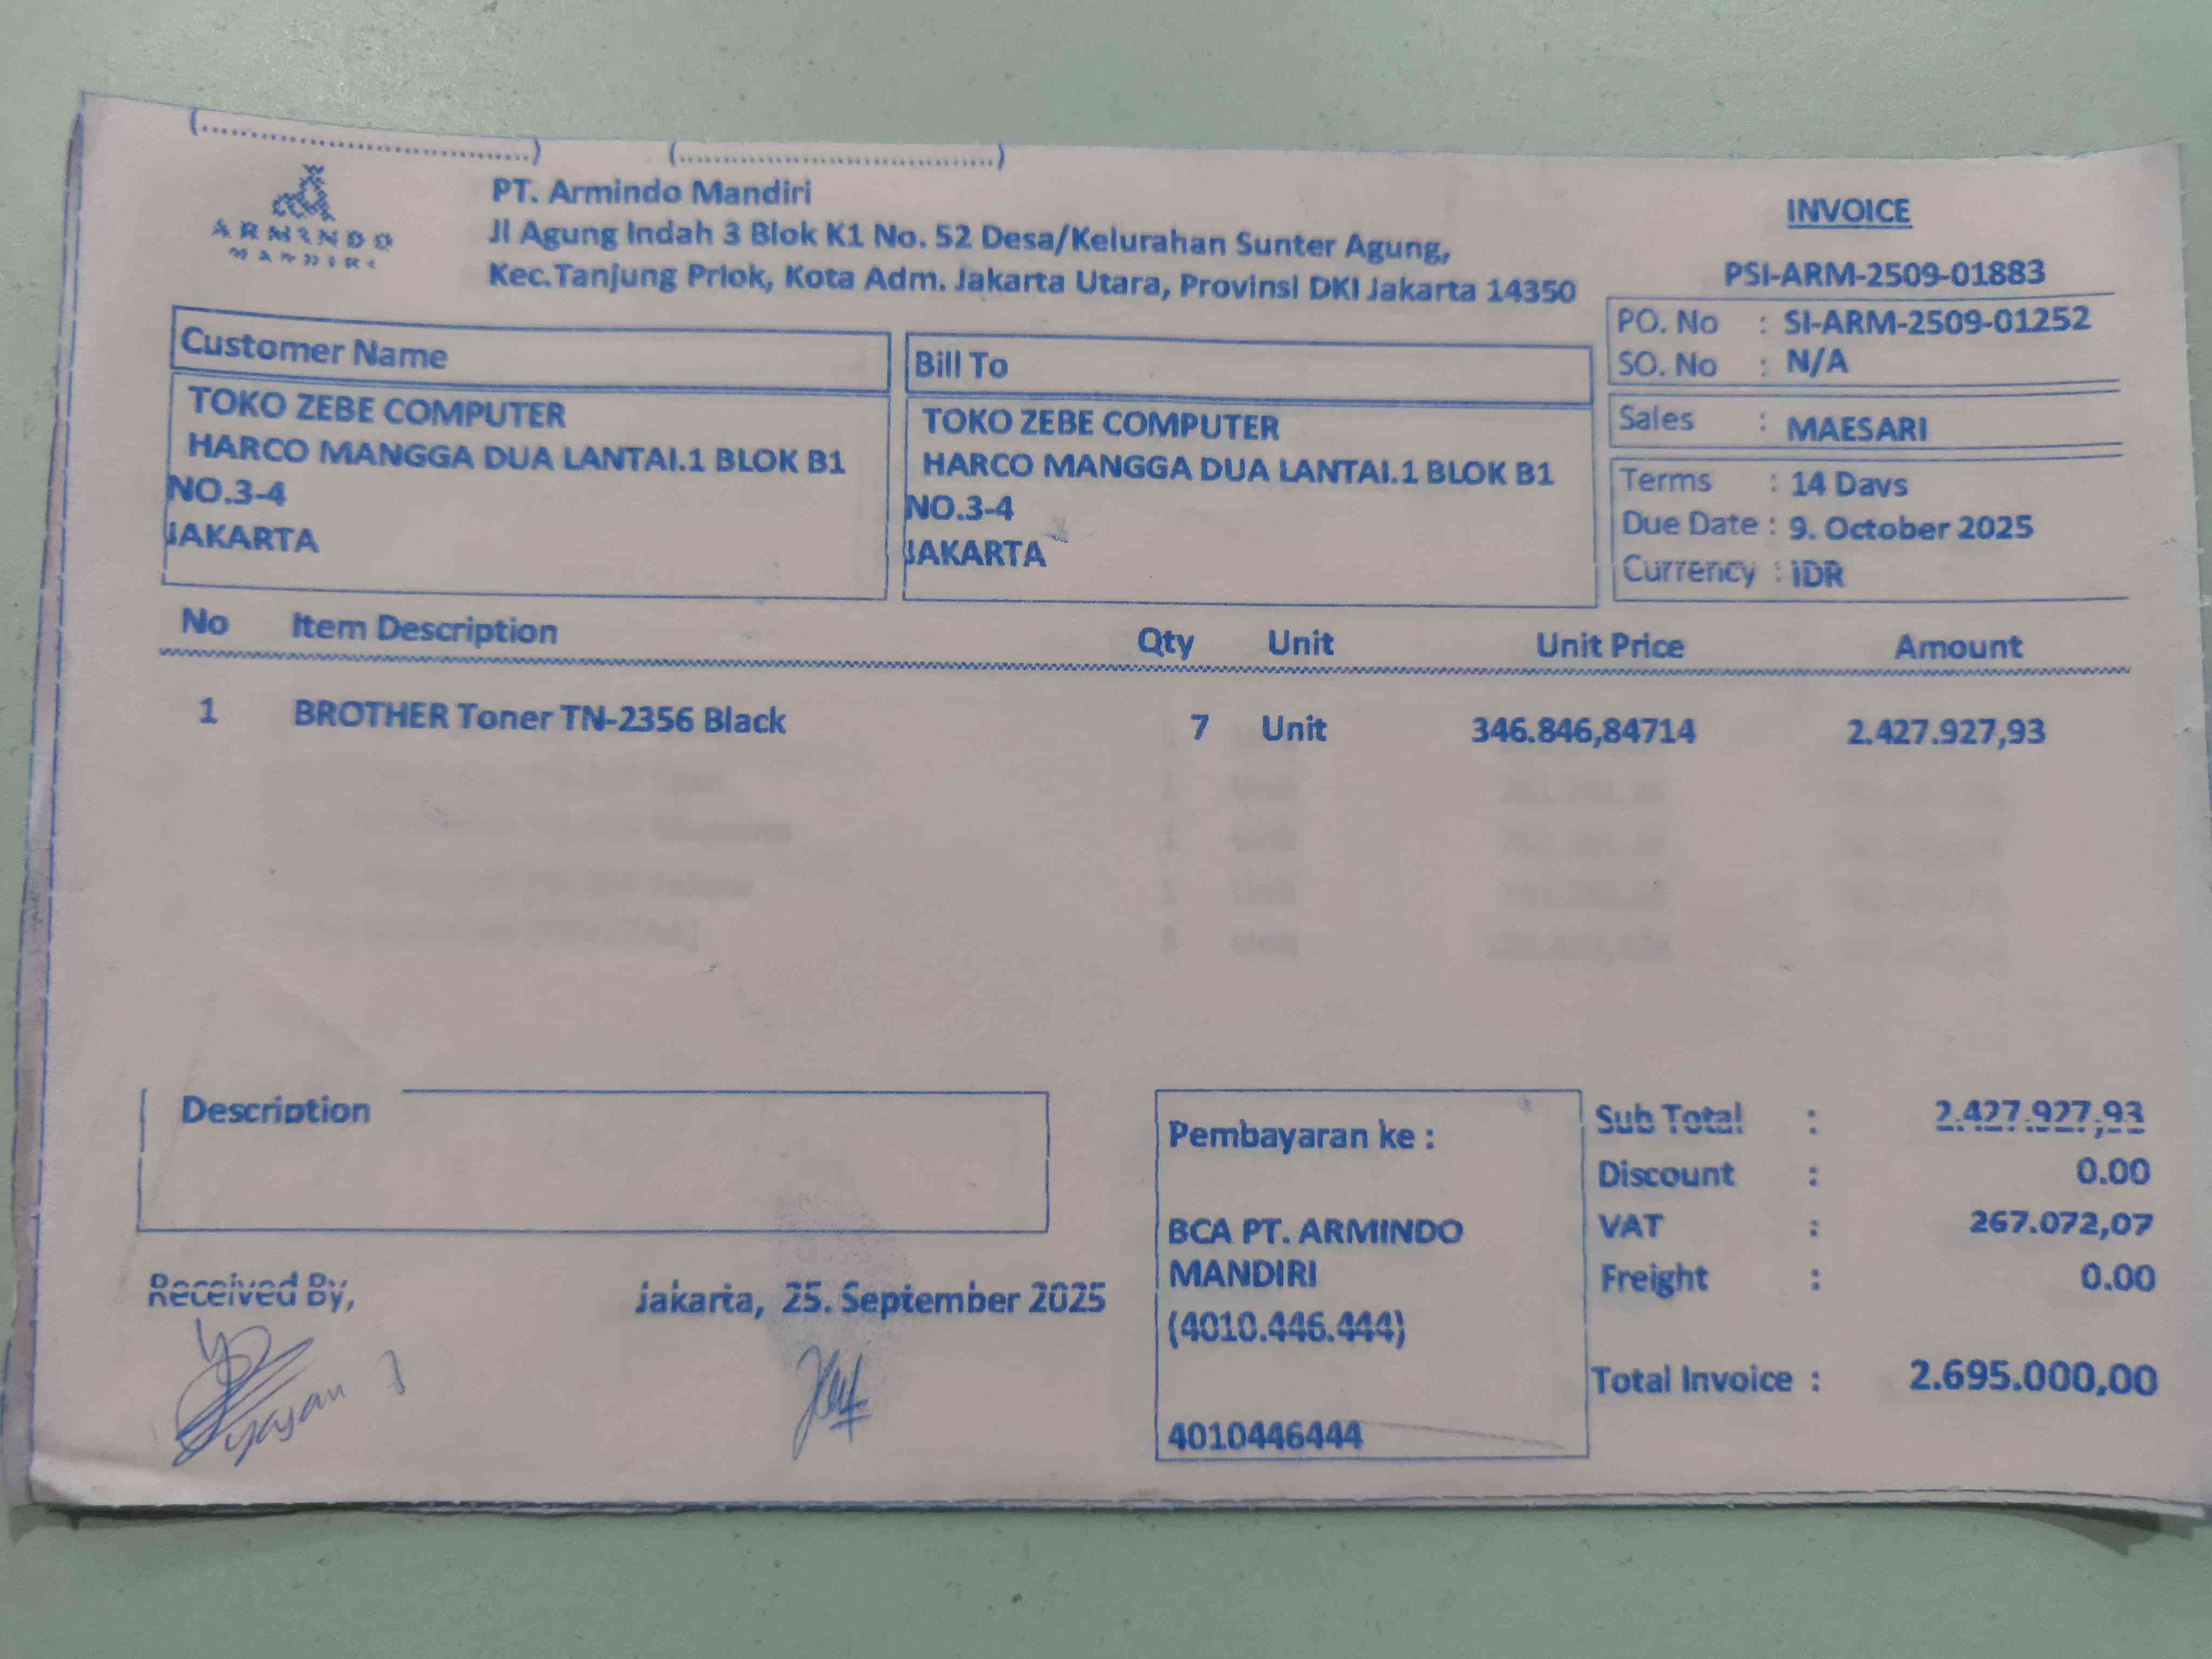 (....................................) (....................................)
ARMINDO
MANDIRI
PT. Armindo Mandiri
Jl Agung Indah 3 Blok K1 No. 52 Desa/Kelurahan Sunter Agung,
Kec.Tanjung Priok, Kota Adm. Jakarta Utara, Provinsi DKI Jakarta 14350
INVOICE
PSI-ARM-2509-01883
PO. No : SI-ARM-2509-01252
SO. No : N/A
Sales : MAESARI
Terms : 14 Days
Due Date : 9. October 2025
Currency : IDR
Customer Name
TOKO ZEBE COMPUTER
HARCO MANGGA DUA LANTAI.1 BLOK B1
NO.3-4
JAKARTA
Bill To
TOKO ZEBE COMPUTER
HARCO MANGGA DUA LANTAI.1 BLOK B1
NO.3-4
JAKARTA
No Item Description Qty Unit Unit Price Amount
1 BROTHER Toner TN-2356 Black 7 Unit 346.846,84714 2.427.927,93
Description
Received By,
Jakarta, 25. September 2025
Pembayaran ke :
BCA PT. ARMINDO
MANDIRI
(4010.446.444)
4010446444
Sub Total : 2.427.927,93
Discount : 0.00
VAT : 267.072,07
Freight : 0.00
Total Invoice : 2.695.000,00